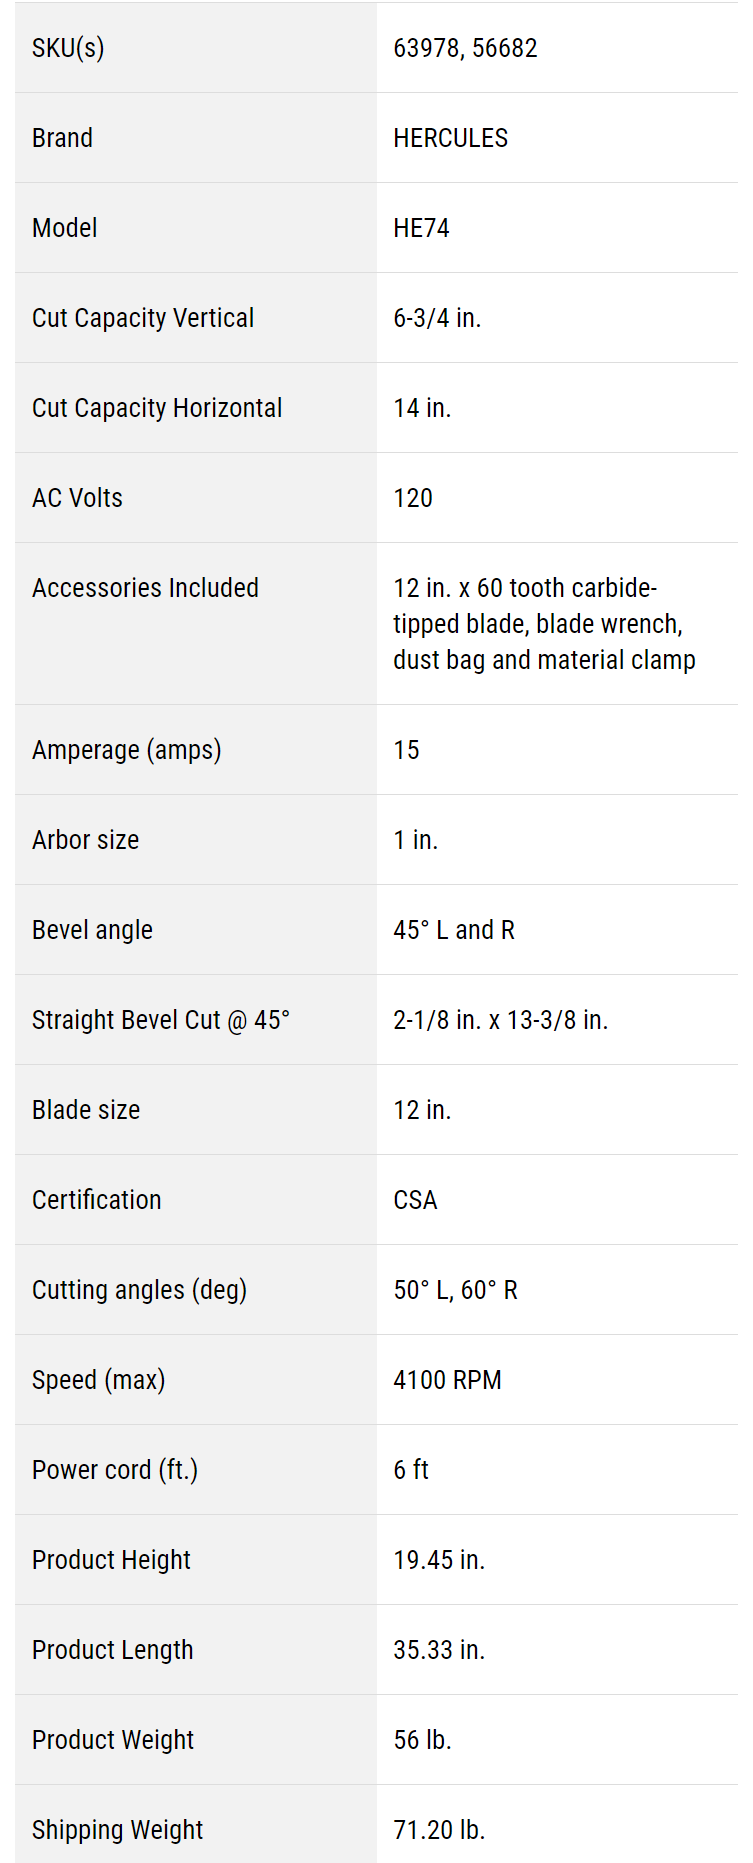 SKU(s) 63978, 56682
Brand HERCULES
Model HE74
Cut Capacity Vertical 6-3/4 in.
Cut Capacity Horizontal 14 in.
AC Volts 120
Accessories Included 12 in. x 60 tooth carbide-
tipped blade, blade wrench,
dust bag and material clamp
Amperage (amps) 15
Arbor size 1 in.
Bevel angle 45° L and R
Straight Bevel Cut @ 45° 2-1/8 in. x 13-3/8 in.
Blade size 12 in.
Certification CSA
Cutting angles (deg) 50° L, 60° R
Speed (max) 4100 RPM
Power cord (ft.) 6 ft
Product Height 19.45 in.
Product Length 35.33 in.
Product Weight 56 lb.
Shipping Weight 71.20 lb.